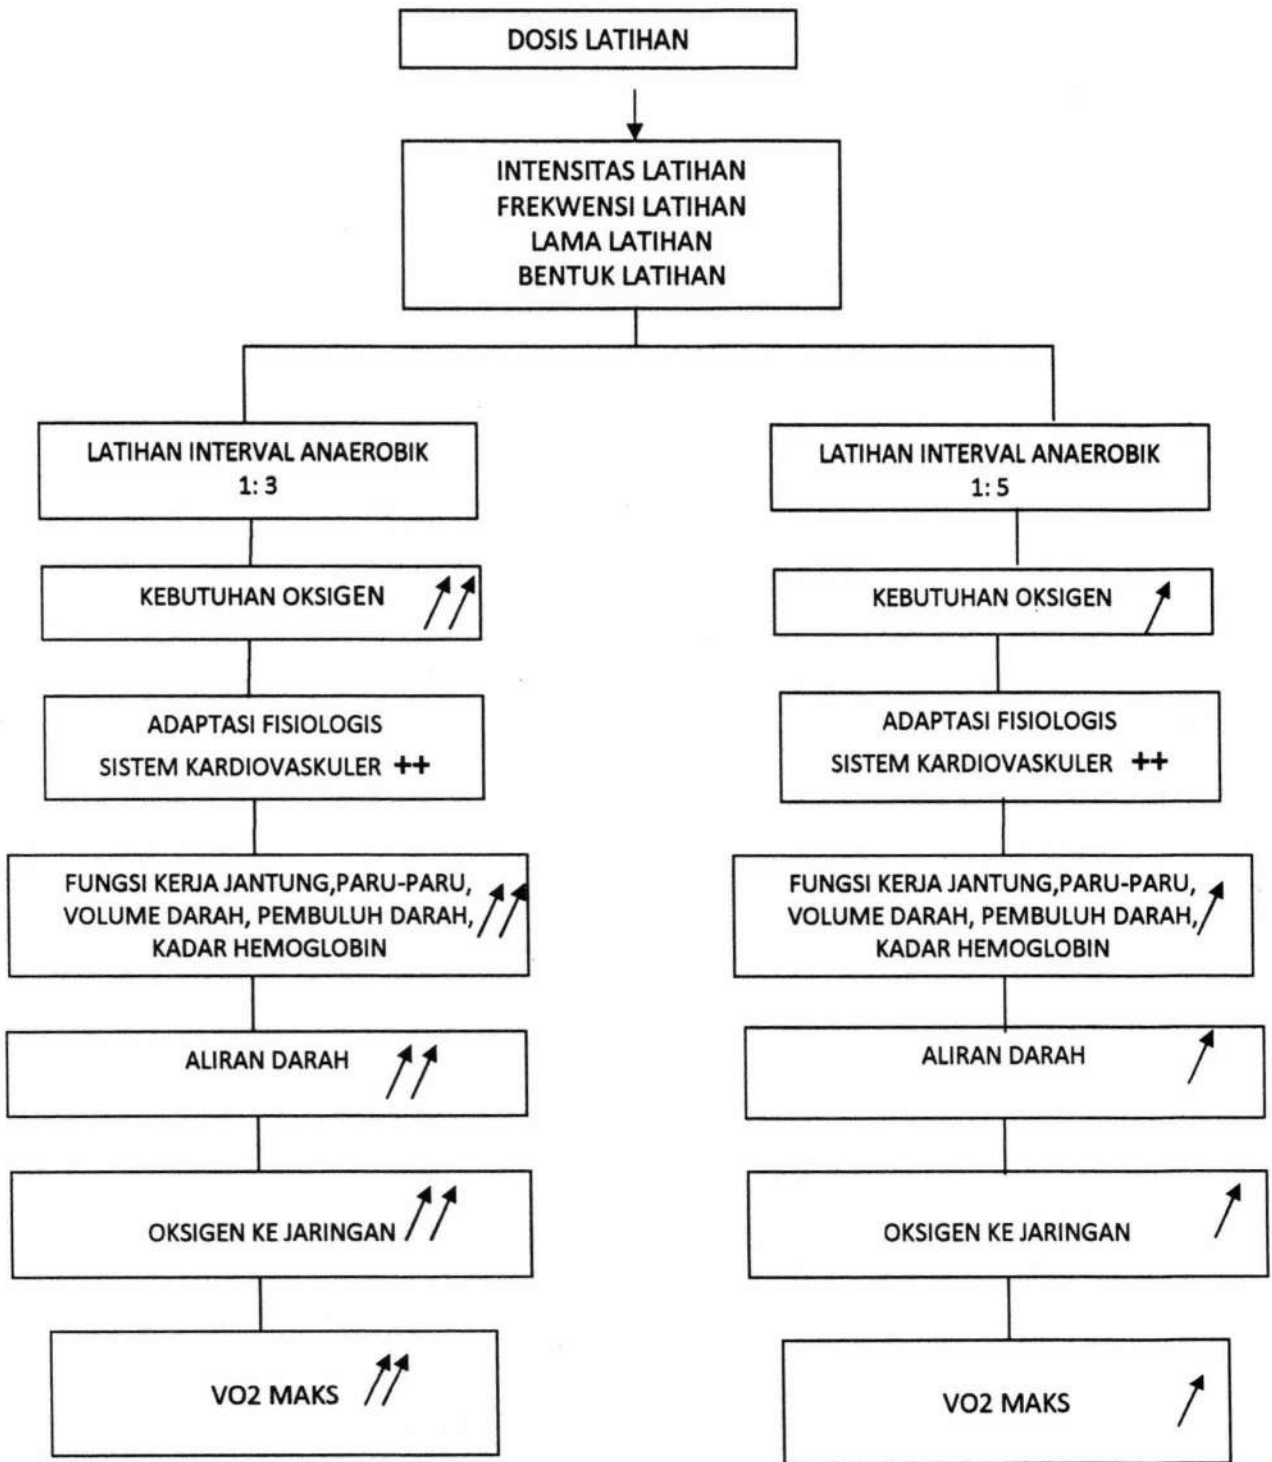 DOSIS LATIHAN
INTENSITAS LATIHAN
FREKWENSI LATIHAN
LAMA LATIHAN
BENTUK LATIHAN
LATIHAN INTERVAL ANAEROBIK
1: 3
KEBUTUHAN OKSIGEN
ADAPTASI FISIOLOGIS
SISTEM KARDIOVASKULER ++
FUNGSI KERJA JANTUNG,PARU-PARU,
VOLUME DARAH, PEMBULUH DARAH,
KADAR HEMOGLOBIN
ALIRAN DARAH
OKSIGEN KE JARINGAN
VO2 MAKS
LATIHAN INTERVAL ANAEROBIK
1: 5
KEBUTUHAN OKSIGEN
ADAPTASI FISIOLOGIS
SISTEM KARDIOVASKULER ++
FUNGSI KERJA JANTUNG,PARU-PARU,
VOLUME DARAH, PEMBULUH DARAH,
KADAR HEMOGLOBIN
ALIRAN DARAH
OKSIGEN KE JARINGAN
VO2 MAKS